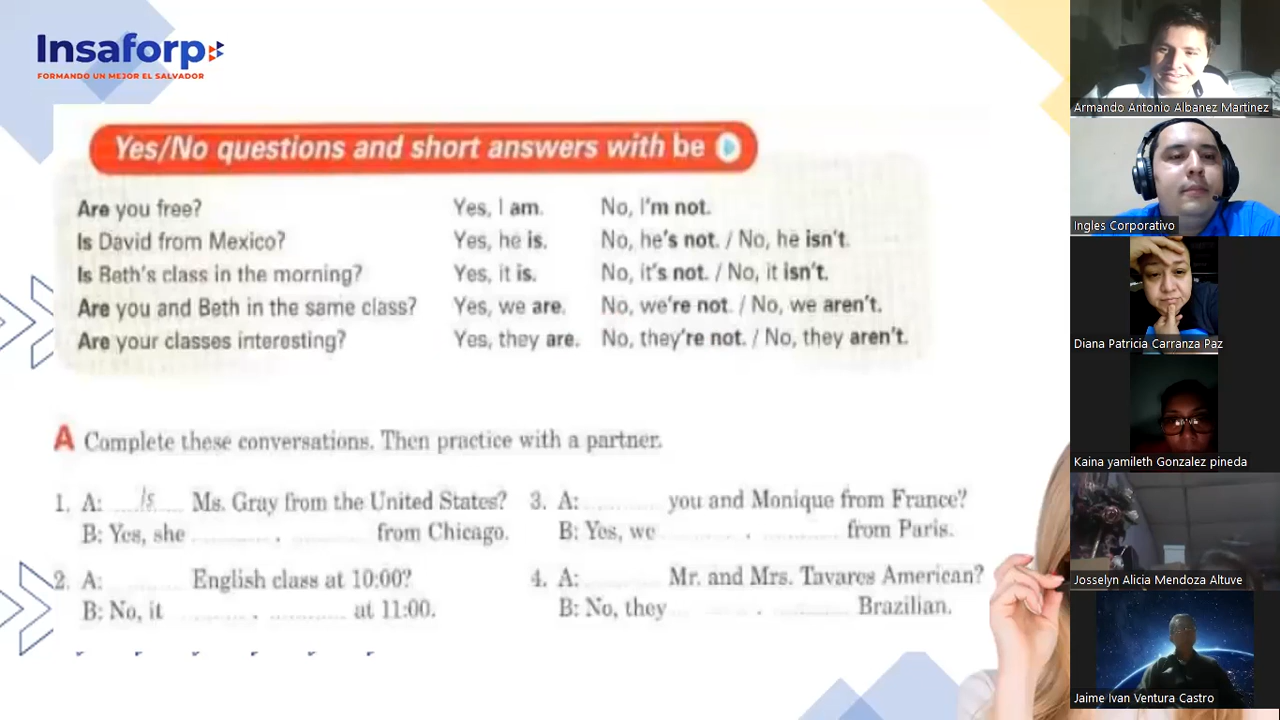 Insaforp
FORMANDO UN MEJOR EL SALVADOR
Yes/No questions and short answers with be
Are you free? Yes, I am. No, I'm not.
Is David from Mexico? Yes, he is. No, he's not. / No, he isn't.
Is Beth's class in the morning? Yes, it is. No, it's not. / No, it isn't.
Are you and Beth in the same class? Yes, we are. No, we're not. / No, we aren't.
Are your classes interesting? Yes, they are. No, they're not. / No, they aren't.
A Complete these conversations. Then practice with a partner.
1. A: Is Ms. Gray from the United States?
B: Yes, she ........ . ........ from Chicago.
2. A: ........ English class at 10:00?
B: No, it ........ . ........ at 11:00.
3. A: ........ you and Monique from France?
B: Yes, we ........ . ........ from Paris.
4. A: ........ Mr. and Mrs. Tavares American?
B: No, they ........ . ........ Brazilian.
Armando Antonio Albanez Martinez
Ingles Corporativo
Diana Patricia Carranza Paz
Kaina yamileth Gonzalez pineda
Josselyn Alicia Mendoza Altuve
Jaime Ivan Ventura Castro